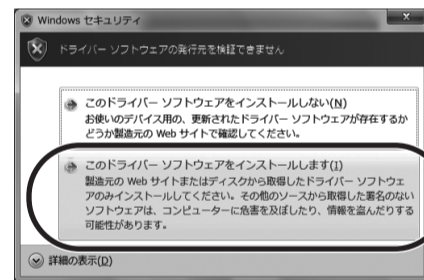 Windows セキュリティ
x
ドライバー ソフトウェアの発行元を検証できません
このドライバー ソフトウェアをインストールしない(N)
お使いのデバイス用の、更新されたドライバー ソフトウェアが存在するか
どうか製造元の Web サイトで確認してください。
このドライバー ソフトウェアをインストールします(I)
製造元の Web サイトまたはディスクから取得したドライバー ソフトウェ
アのみインストールしてください。その他のソースから取得した署名のない
ソフトウェアは、コンピューターに危害を及ぼしたり、情報を盗んだりする
可能性があります。
詳細の表示(D)